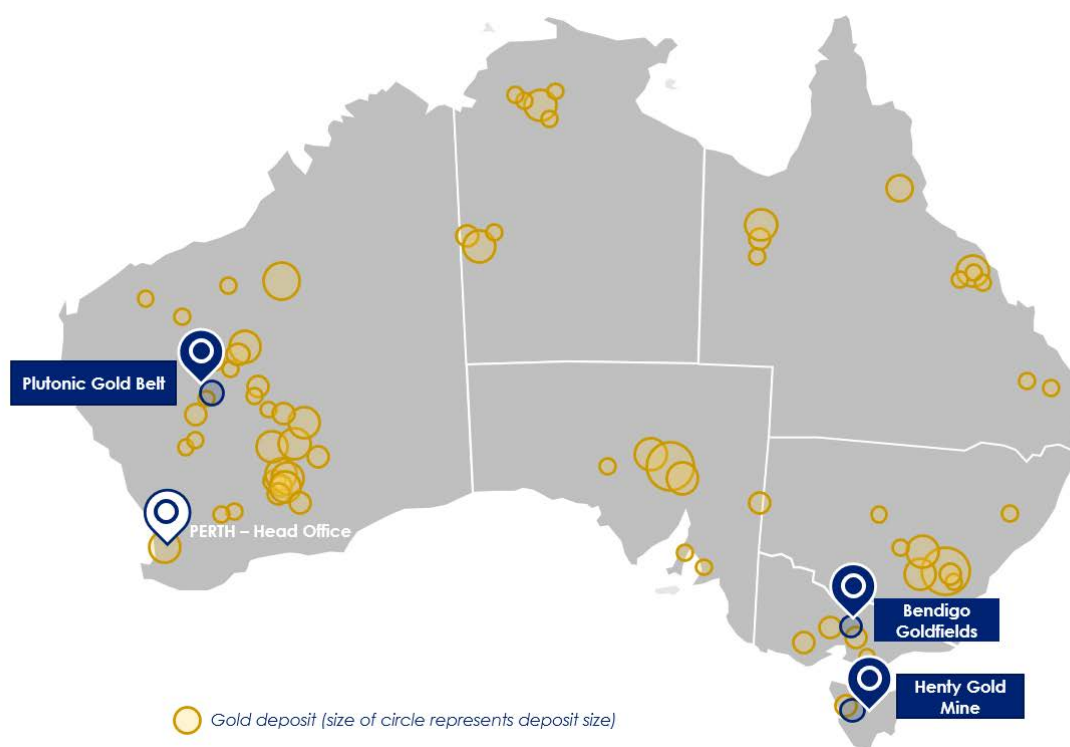 Plutonic Gold Belt
PERTH – Head Office
Bendigo
Goldfields
Henty Gold
Mine
Gold deposit (size of circle represents deposit size)